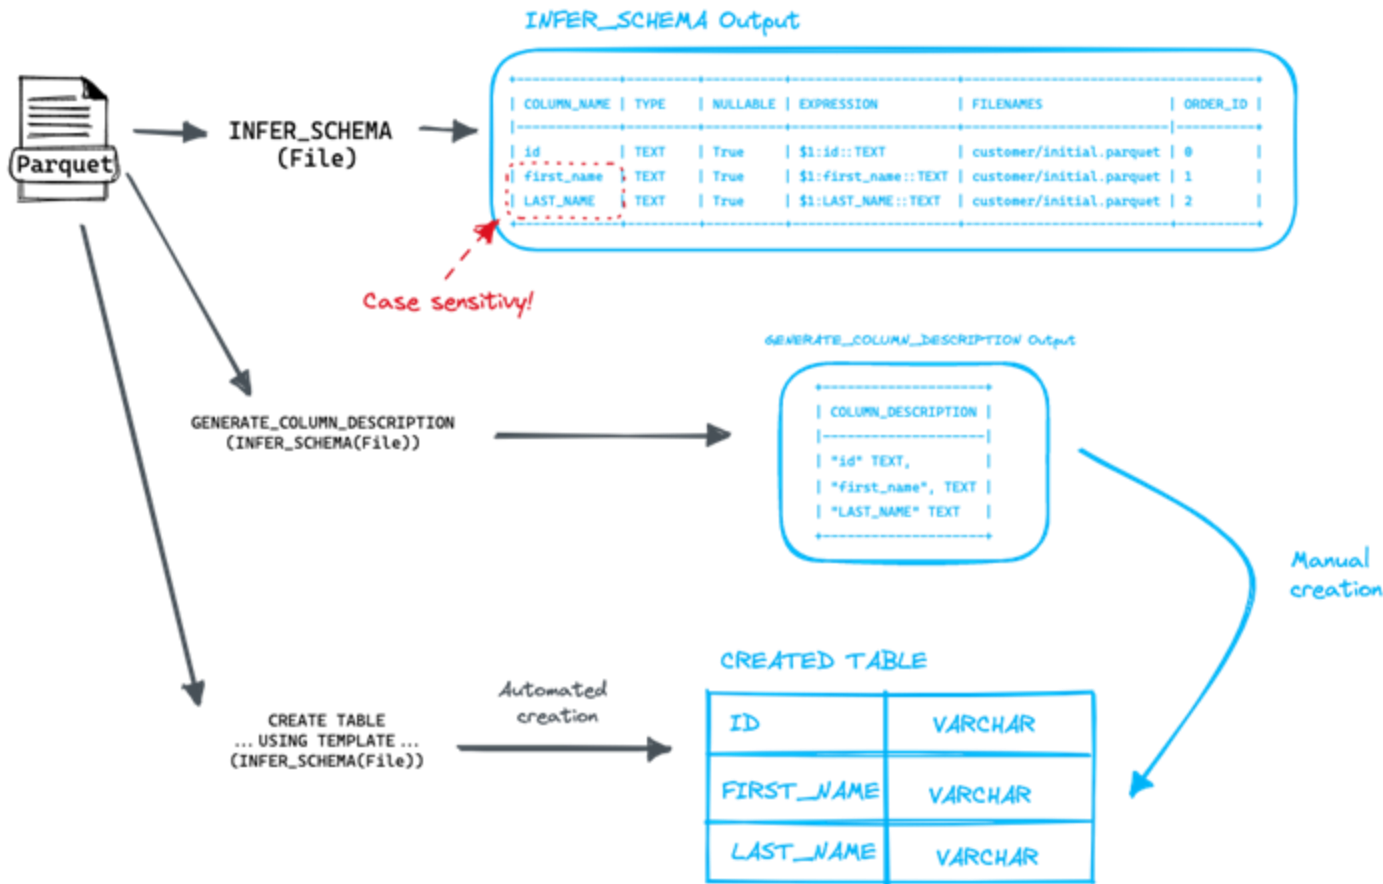 INFER_SCHEMA Output
| COLUMN_NAME | TYPE | NULLABLE | EXPRESSION | FILENAMES | ORDER_ID |
| id | TEXT | True | $1:id::TEXT | customer/initial.parquet | 0 |
| first_name | TEXT | True | $1:first_name::TEXT | customer/initial.parquet | 1 |
| LAST_NAME | TEXT | True | $1:LAST_NAME::TEXT | customer/initial.parquet | 2 |
Parquet
INFER_SCHEMA
(File)
Case sensitivy!
GENERATE_COLUMN_DESCRIPTION Output
| COLUMN_DESCRIPTION |
| "id" TEXT, |
| "first_name", TEXT |
| "LAST_NAME" TEXT |
GENERATE_COLUMN_DESCRIPTION
(INFER_SCHEMA(File))
Manual
creation
CREATE TABLE
... USING TEMPLATE ...
(INFER_SCHEMA(File))
Automated
creation
CREATED TABLE
ID VARCHAR
FIRST_NAME VARCHAR
LAST_NAME VARCHAR